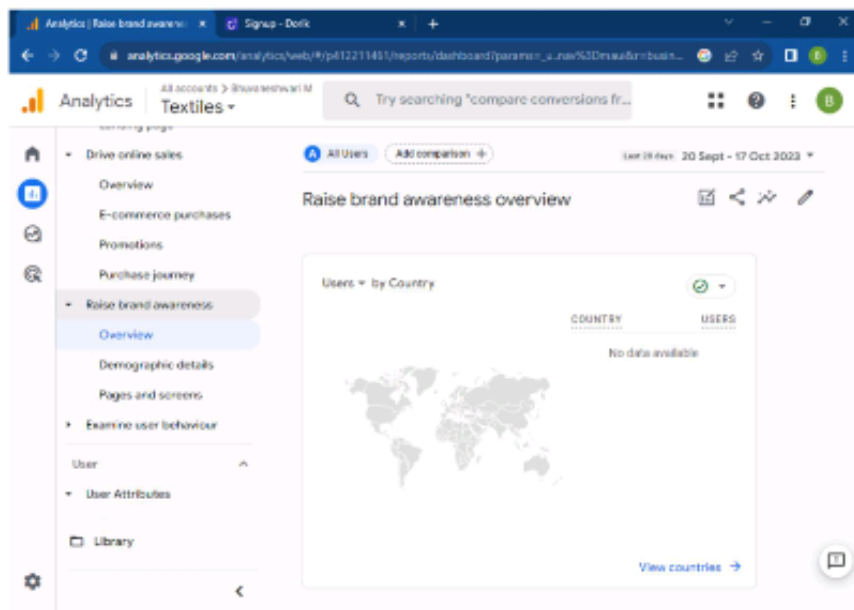 Analytics | Raise brand awarene
Signup - Dorik
analytics.google.com/analytics/web/#/p412211451/reports/dashboard?params=_u..nav%3Dmaui&r=busin...
B
Analytics
All accounts > Bhuvaneshwari M
Textiles
Try searching "compare conversions fr...
B
Landing page
Drive online sales
Overview
E-commerce purchases
Promotions
Purchase journey
Raise brand awareness
Overview
Demographic details
Pages and screens
Examine user behaviour
User
User Attributes
Library
A All Users
Add comparison +
Last 28 days 20 Sept - 17 Oct 2023
Raise brand awareness overview
Users by Country
COUNTRY USERS
No data available
View countries →